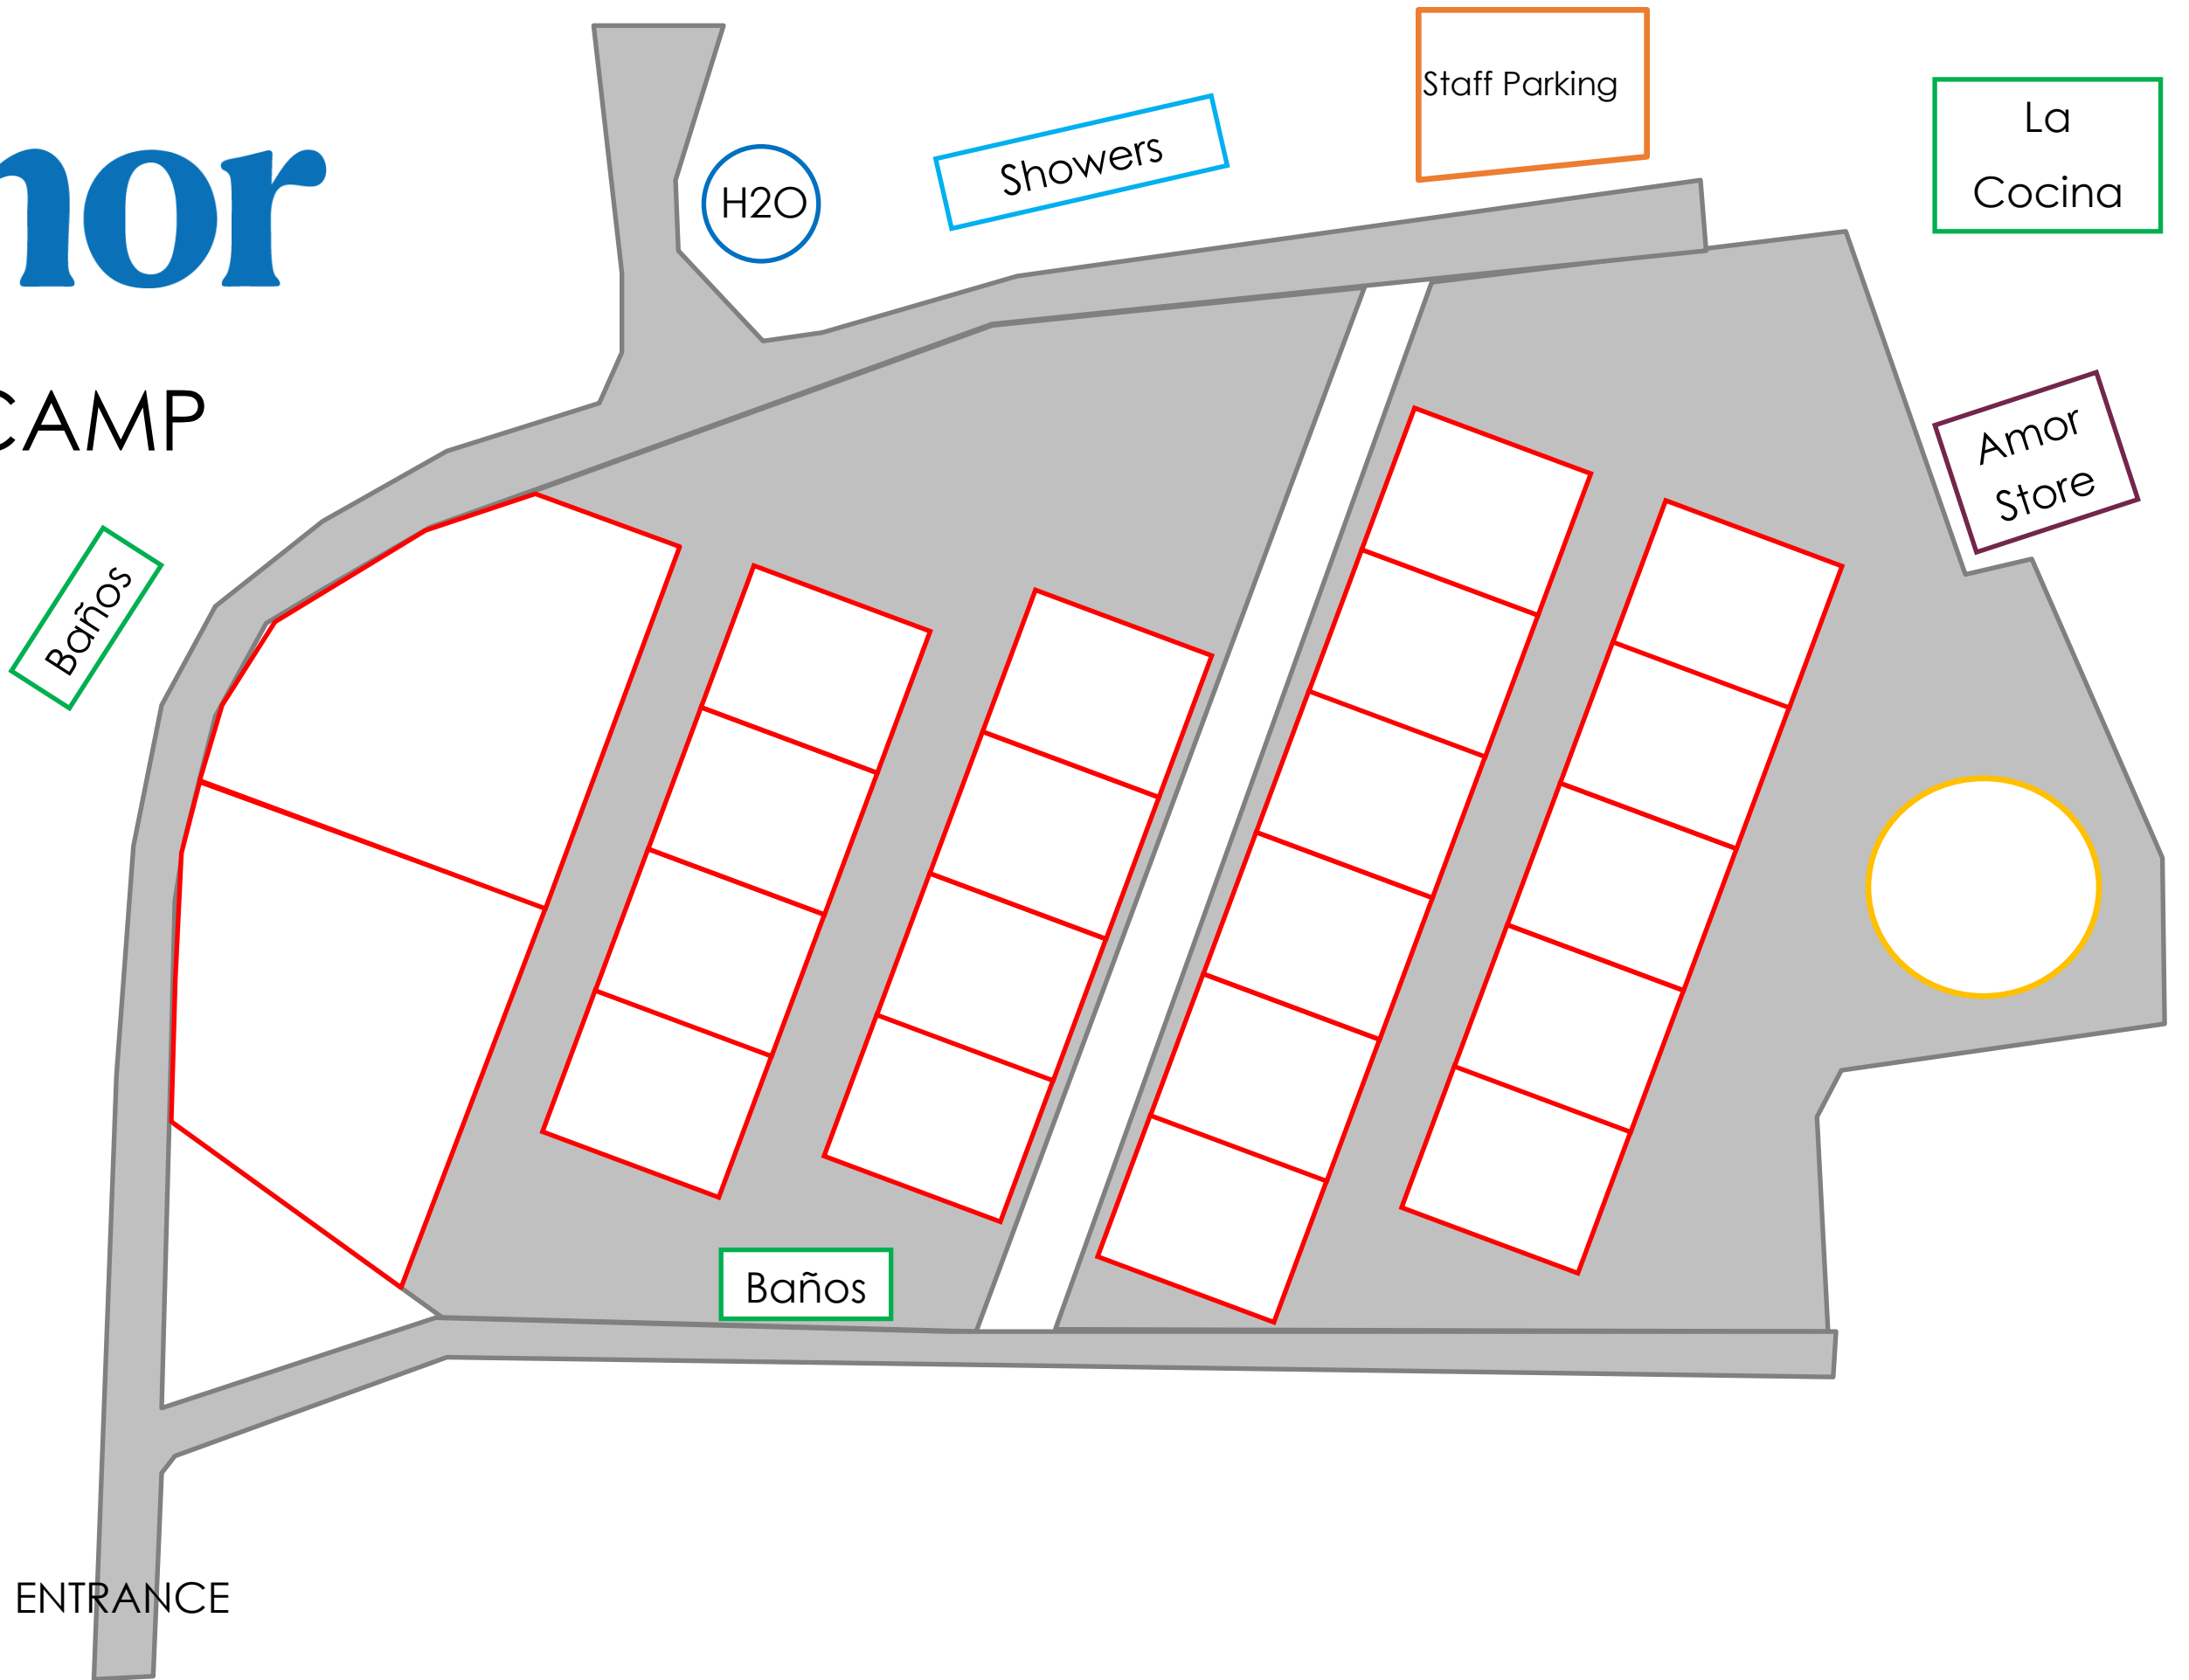 nor
CAMP
H2O
Showers
Staff Parking
La
Cocina
Amor
Store
Baños
Baños
ENTRANCE